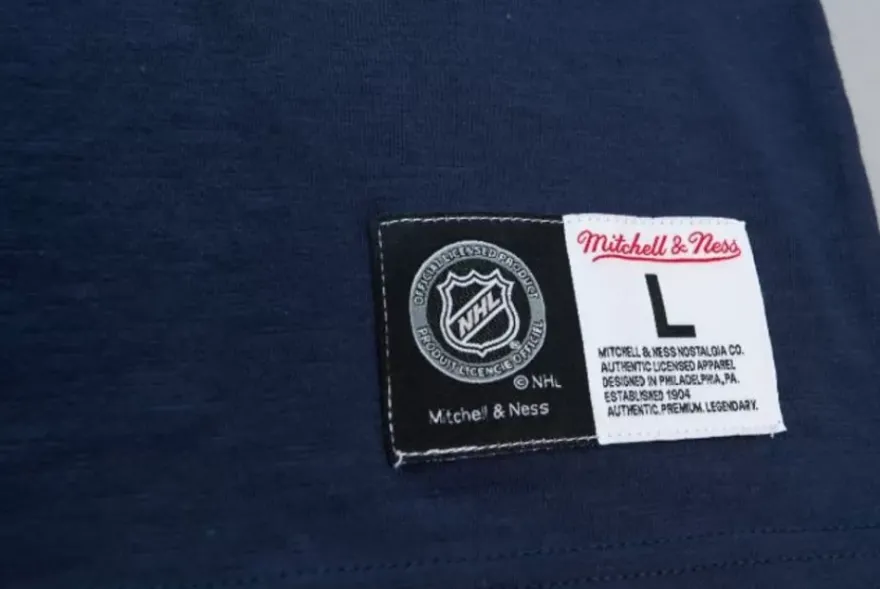 OFFICIAL LICENSED PRODUCT
NHL
®
PRODUIT LICENCIÉ OFFICIEL
© NHL
Mitchell & Ness
Mitchell & Ness
L
MITCHELL & NESS NOSTALGIA CO.
AUTHENTIC LICENSED APPAREL
DESIGNED IN PHILADELPHIA, PA.
ESTABLISHED 1904
AUTHENTIC. PREMIUM. LEGENDARY.